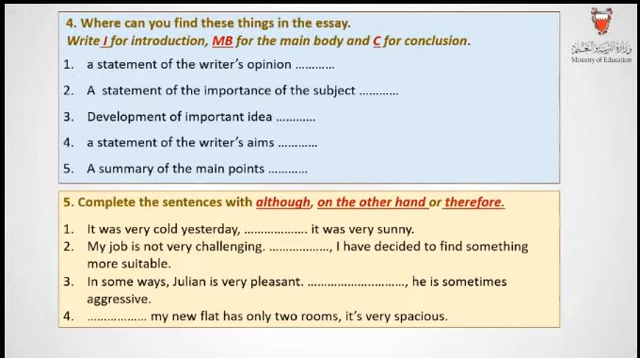 4. Where can you find these things in the essay.
Write I for introduction, MB for the main body and C for conclusion.
1. a statement of the writer's opinion ...........
2. A statement of the importance of the subject ...........
3. Development of important idea ...........
4. a statement of the writer's aims ...........
5. A summary of the main points ...........
وزارة التربية والتعليم
Ministry of Education
5. Complete the sentences with although, on the other hand or therefore.
1. It was very cold yesterday, .................. it was very sunny.
2. My job is not very challenging. .................., I have decided to find something
more suitable.
3. In some ways, Julian is very pleasant. ............................, he is sometimes
aggressive.
4. .................. my new flat has only two rooms, it's very spacious.